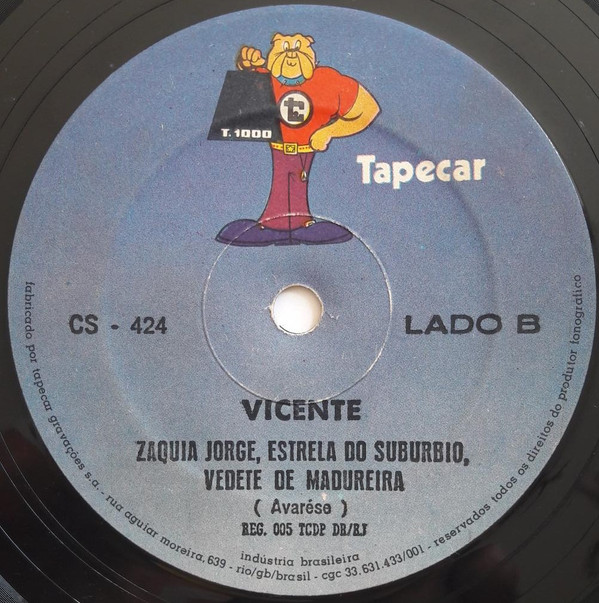 T.1000
Tapecar
CS - 424
LADO B
VICENTE
ZAQUIA JORGE, ESTRELA DO SUBURBIO,
VEDETE DE MADUREIRA
( Avarése )
REG. 005 TCDP DR/RJ
indústria brasileira
fabricado por tapecar gravações s.a. - rua aguiar moreira, 639 - rio/gb/brasil - cgc 33.631.433/001 - reservados todos os direitos do produtor fonográfico